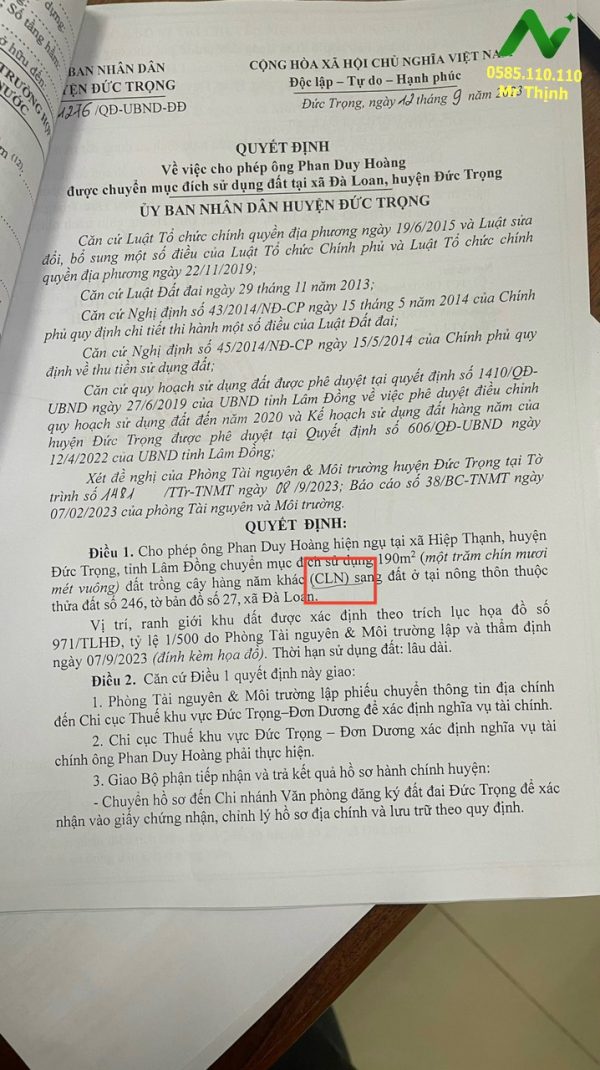 dựng:
Số tầng hầm:
ở hữu đến:
TRƯỜNG HỢP
NƯỚC
(12).
BAN NHÂN DÂN
YỆN ĐỨC TRỌNG
1276/QĐ-UBND-ĐĐ
CỘNG HÒA XÃ HỘI CHỦ NGHĨA VIỆT NA
Độc lập – Tự do – Hạnh phúc
Đức Trọng, ngày 12 tháng 9 năm 2023
0585.110.110
Mr Thịnh
QUYẾT ĐỊNH
Về việc cho phép ông Phan Duy Hoàng
được chuyển mục đích sử dụng đất tại xã Đà Loan, huyện Đức Trọng
ỦY BAN NHÂN DÂN HUYỆN ĐỨC TRỌNG
Căn cứ Luật Tổ chức chính quyền địa phương ngày 19/6/2015 và Luật sửa
đổi, bổ sung một số điều của Luật Tổ chức Chính phủ và Luật Tổ chức chính
quyền địa phương ngày 22/11/2019;
Căn cứ Luật Đất đai ngày 29 tháng 11 năm 2013;
Căn cứ Nghị định số 43/2014/NĐ-CP ngày 15 tháng 5 năm 2014 của Chính
phủ quy định chi tiết thi hành một số điều của Luật Đất đai;
Căn cứ Nghị định số 45/2014/NĐ-CP ngày 15/5/2014 của Chính phủ quy
định về thu tiền sử dụng đất;
Căn cứ quy hoạch sử dụng đất được phê duyệt tại quyết định số 1410/QĐ-
UBND ngày 27/6/2019 của UBND tỉnh Lâm Đồng về việc phê duyệt điều chỉnh
quy hoạch sử dụng đất đến năm 2020 và Kế hoạch sử dụng đất hàng năm của
huyện Đức Trọng được phê duyệt tại Quyết định số 606/QĐ-UBND ngày
12/4/2022 của UBND tỉnh Lâm Đồng;
Xét đề nghị của Phòng Tài nguyên & Môi trường huyện Đức Trọng tại Tờ
trình số 1481 /TTr-TNMT ngày 08 /9/2023; Báo cáo số 38/BC-TNMT ngày
07/02/2023 của phòng Tài nguyên và Môi trường.
QUYẾT ĐỊNH:
Điều 1. Cho phép ông Phan Duy Hoàng hiện ngụ tại xã Hiệp Thạnh, huyện
Đức Trọng, tỉnh Lâm Đồng chuyển mục đích sử dụng 190m² (một trăm chín mươi
mét vuông) đất trồng cây hàng năm khác (CLN) sang đất ở tại nông thôn thuộc
thửa đất số 246, tờ bản đồ số 27, xã Đà Loan.
Vị trí, ranh giới khu đất được xác định theo trích lục họa đồ số
971/TLHĐ, tỷ lệ 1/500 do Phòng Tài nguyên & Môi trường lập và thẩm định
ngày 07/9/2023 (đính kèm họa đồ). Thời hạn sử dụng đất: lâu dài.
Điều 2. Căn cứ Điều 1 quyết định này giao:
1. Phòng Tài nguyên & Môi trường lập phiếu chuyển thông tin địa chính
đến Chi cục Thuế khu vực Đức Trọng–Đơn Dương để xác định nghĩa vụ tài chính.
2. Chi cục Thuế khu vực Đức Trọng – Đơn Dương xác định nghĩa vụ tài
chính ông Phan Duy Hoàng phải thực hiện.
3. Giao Bộ phận tiếp nhận và trả kết quả hồ sơ hành chính huyện:
- Chuyển hồ sơ đến Chi nhánh Văn phòng đăng ký đất đai Đức Trọng để xác
nhận vào giấy chứng nhận, chỉnh lý hồ sơ địa chính và lưu trữ theo quy định.